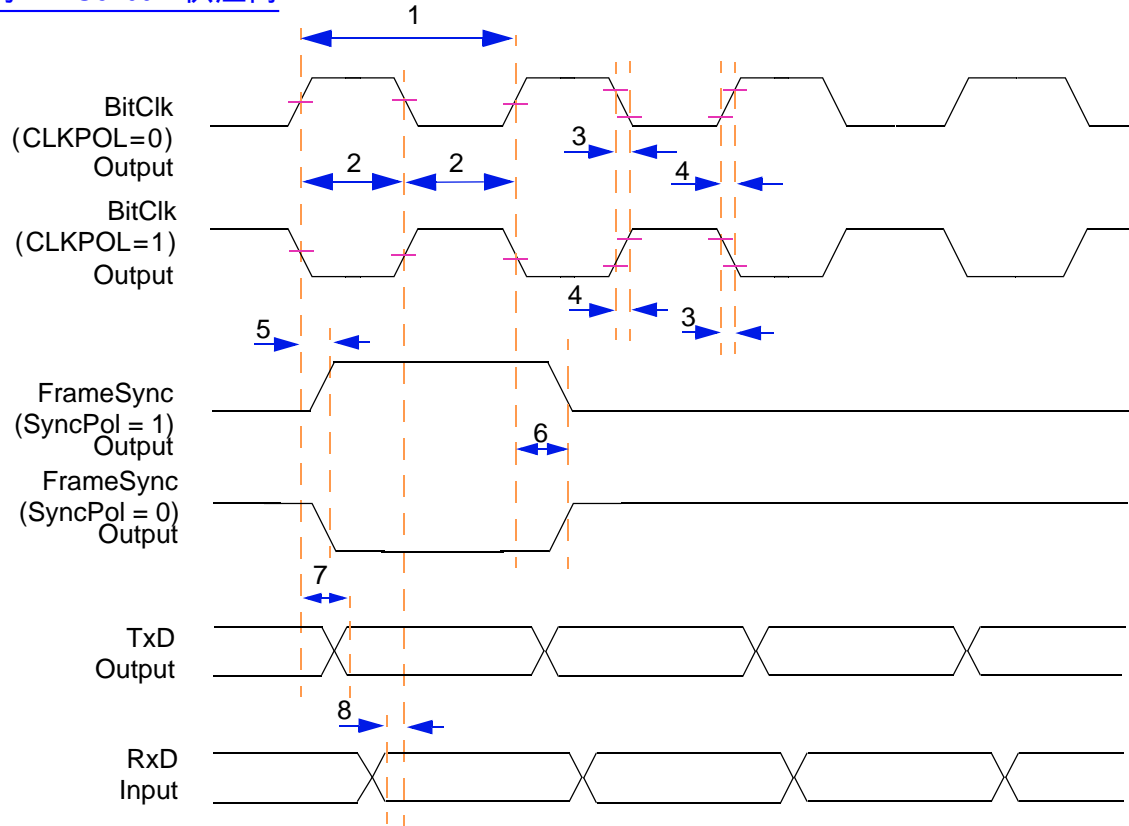 1
BitClk
(CLKPOL=0)
Output
3
2
2
4
BitClk
(CLKPOL=1)
Output
4
3
5
FrameSync
(SyncPol = 1)
Output
6
FrameSync
(SyncPol = 0)
Output
7
TxD
Output
8
RxD
Input